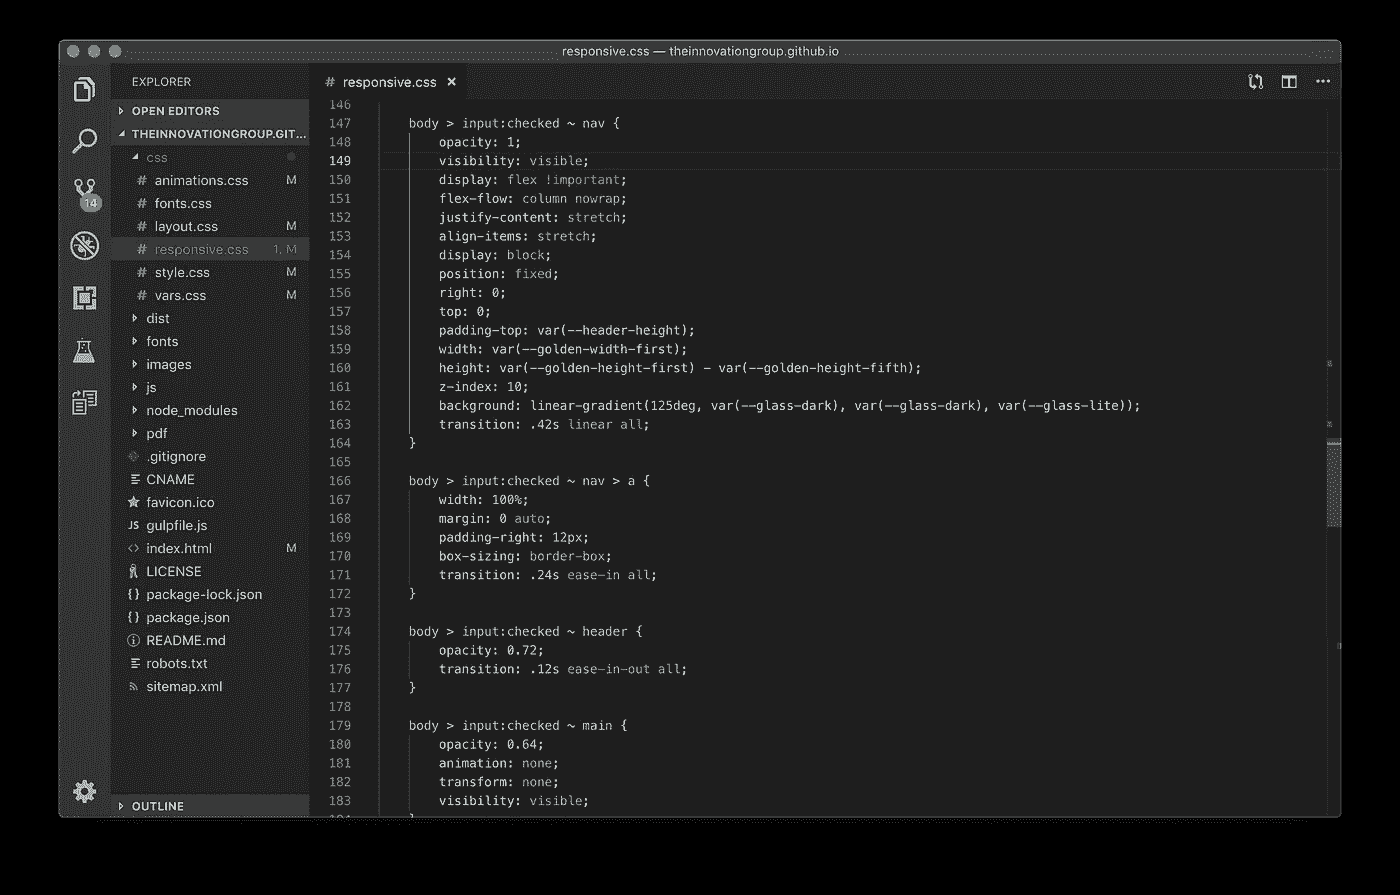 responsive.css — theinnovationgroup.github.io
EXPLORER
OPEN EDITORS
THEINNOVATIONGROUP.GIT...
css
# animations.css M
# fonts.css
# layout.css M
# responsive.css 1, M
# style.css M
# vars.css M
dist
fonts
images
js
node_modules
pdf
.gitignore
CNAME
favicon.ico
JS gulpfile.js
<> index.html M
LICENSE
{} package-lock.json
{} package.json
README.md
robots.txt
sitemap.xml
OUTLINE
14
# responsive.css ×
146
147 body > input:checked ~ nav {
148 opacity: 1;
149 visibility: visible;
150 display: flex !important;
151 flex-flow: column nowrap;
152 justify-content: stretch;
153 align-items: stretch;
154 display: block;
155 position: fixed;
156 right: 0;
157 top: 0;
158 padding-top: var(--header-height);
159 width: var(--golden-width-first);
160 height: var(--golden-height-first) - var(--golden-height-fifth);
161 z-index: 10;
162 background: linear-gradient(125deg, var(--glass-dark), var(--glass-dark), var(--glass-lite));
163 transition: .42s linear all;
164 }
165
166 body > input:checked ~ nav > a {
167 width: 100%;
168 margin: 0 auto;
169 padding-right: 12px;
170 box-sizing: border-box;
171 transition: .24s ease-in all;
172 }
173
174 body > input:checked ~ header {
175 opacity: 0.72;
176 transition: .12s ease-in-out all;
177 }
178
179 body > input:checked ~ main {
180 opacity: 0.64;
181 animation: none;
182 transform: none;
183 visibility: visible;